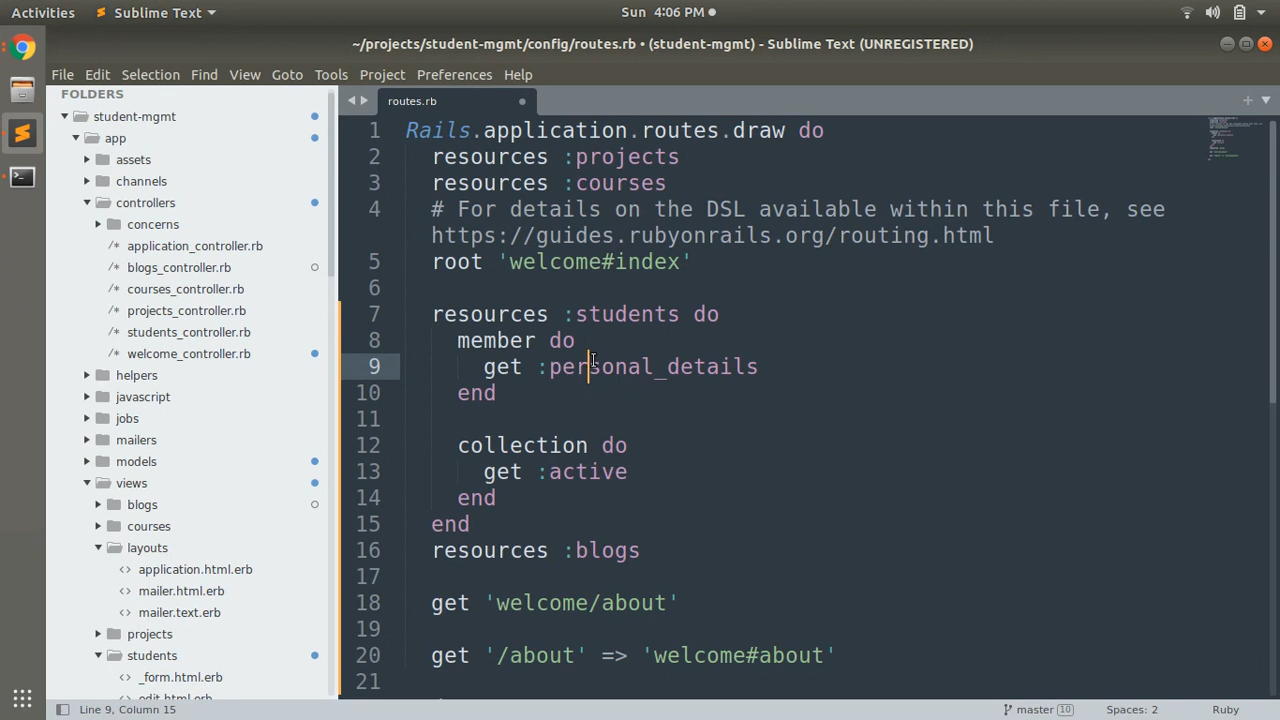 Activities Sublime Text Sun 4:06 PM
~/projects/student-mgmt/config/routes.rb • (student-mgmt) - Sublime Text (UNREGISTERED)
File Edit Selection Find View Goto Tools Project Preferences Help
FOLDERS
student-mgmt
app
assets
channels
controllers
concerns
/* application_controller.rb
/* blogs_controller.rb
/* courses_controller.rb
/* projects_controller.rb
/* students_controller.rb
/* welcome_controller.rb
helpers
javascript
jobs
mailers
models
views
blogs
courses
layouts
<> application.html.erb
<> mailer.html.erb
<> mailer.text.erb
projects
students
<> _form.html.erb
<> edit.html.erb
routes.rb
1 Rails.application.routes.draw do
2 resources :projects
3 resources :courses
4 # For details on the DSL available within this file, see
https://guides.rubyonrails.org/routing.html
5 root 'welcome#index'
6
7 resources :students do
8 member do
9 get :personal_details
10 end
11
12 collection do
13 get :active
14 end
15 end
16 resources :blogs
17
18 get 'welcome/about'
19
20 get '/about' => 'welcome#about'
21
Line 9, Column 15 master 10 Spaces: 2 Ruby